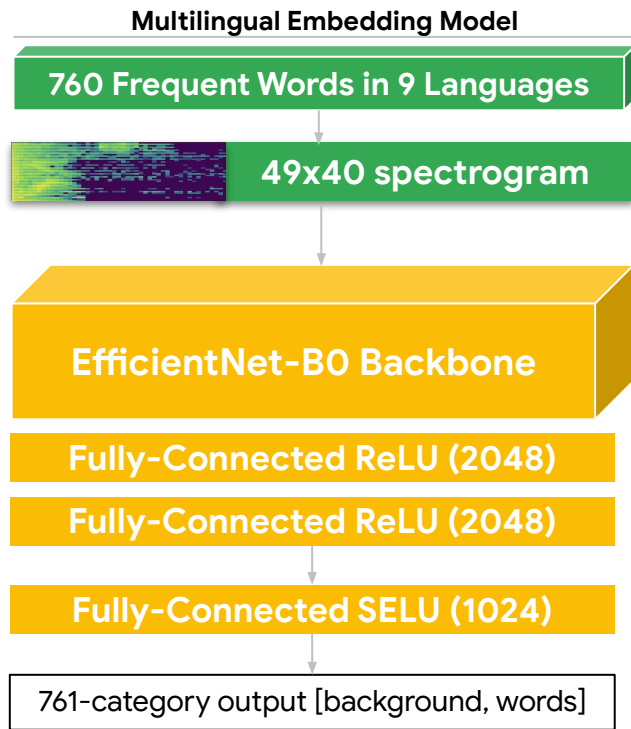 Multilingual Embedding Model
760 Frequent Words in 9 Languages
49x40 spectrogram
EfficientNet-B0 Backbone
Fully-Connected ReLU (2048)
Fully-Connected ReLU (2048)
Fully-Connected SELU (1024)
761-category output [background, words]